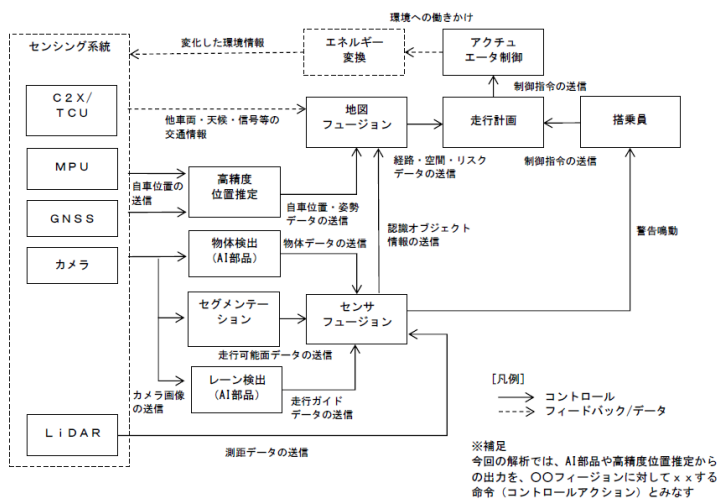 環境への働きかけ
センシング系統
変化した環境情報
エネルギー
変換
アクチュ
エータ制御
制御指令の送信
C2X/
TCU
他車両・天候・信号等の
交通情報
地図
フュージョン
走行計画
搭乗員
制御指令の送信
経路・空間・リスク
データの送信
MPU
自車位置の
送信
高精度
位置推定
自車位置・姿勢
データの送信
認識オブジェクト
情報の送信
GNSS
警告鳴動
カメラ
物体検出
(AI部品)
物体データの送信
セグメンテー
ション
センサ
フュージョン
走行可能面データの送信
カメラ画像
の送信
レーン検出
(AI部品)
走行ガイド
データの送信
LiDAR
測距データの送信
[凡例]
コントロール
フィードバック/データ
※補足
今回の解析では、AI部品や高精度位置推定から
の出力を、〇〇フィージョンに対してxxする
命令（コントロールアクション）とみなす